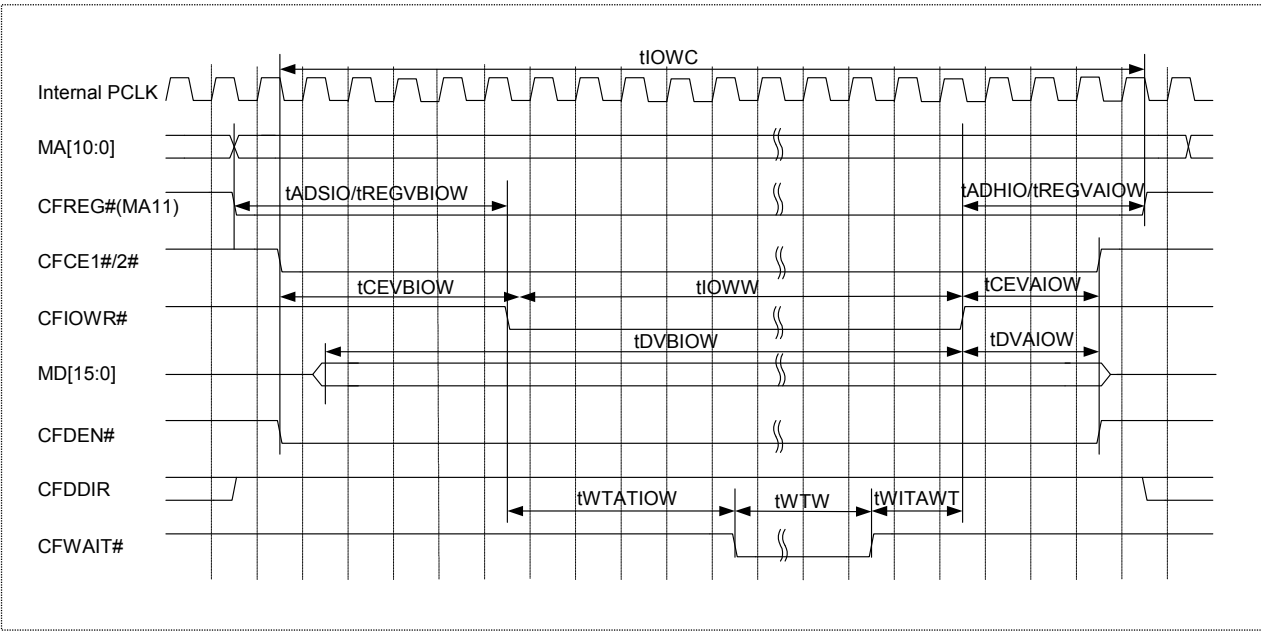 tIOWC
Internal PCLK
MA[10:0]
tADSIO/tREGVBIOW
tADHIO/tREGVAIOW
CFREG#(MA11)
CFCE1#/2#
tCEVBIOW
tIOWW
tCEVAIOW
CFIOWR#
tDVBIOW
tDVAIOW
MD[15:0]
CFDEN#
CFDDIR
tWTATIOW
tWTW
tWITAWT
CFWAIT#